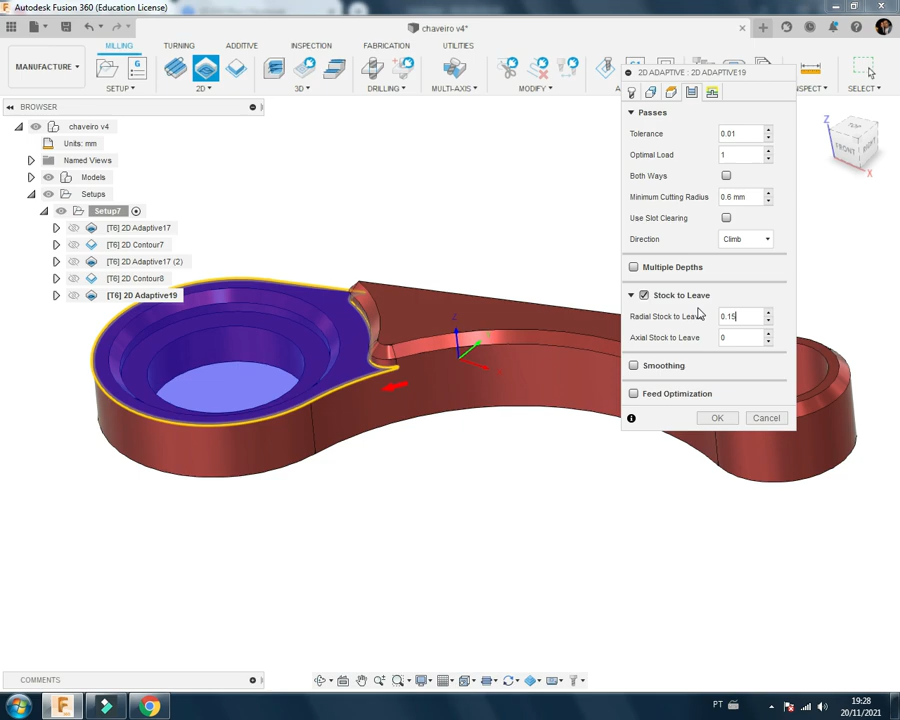 Autodesk Fusion 360 (Education License)
chaveiro v4*
MANUFACTURE
MILLING
TURNING
ADDITIVE
INSPECTION
FABRICATION
UTILITIES
SETUP
2D
3D
DRILLING
MULTI-AXIS
MODIFY
INSPECT
SELECT
BROWSER
chaveiro v4
Units: mm
Named Views
Models
Setups
Setup7
[T6] 2D Adaptive17
[T6] 2D Contour7
[T6] 2D Adaptive17 (2)
[T6] 2D Contour8
[T6] 2D Adaptive19
2D ADAPTIVE : 2D ADAPTIVE19
Passes
Tolerance 0.01
Optimal Load 1
Both Ways
Minimum Cutting Radius 0.6 mm
Use Slot Clearing
Direction Climb
Multiple Depths
Stock to Leave
Radial Stock to Leave 0.15
Axial Stock to Leave 0
Smoothing
Feed Optimization
OK Cancel
Z
FRONT
RIGHT
X
Z
COMMENTS
PT
19:28
20/11/2021